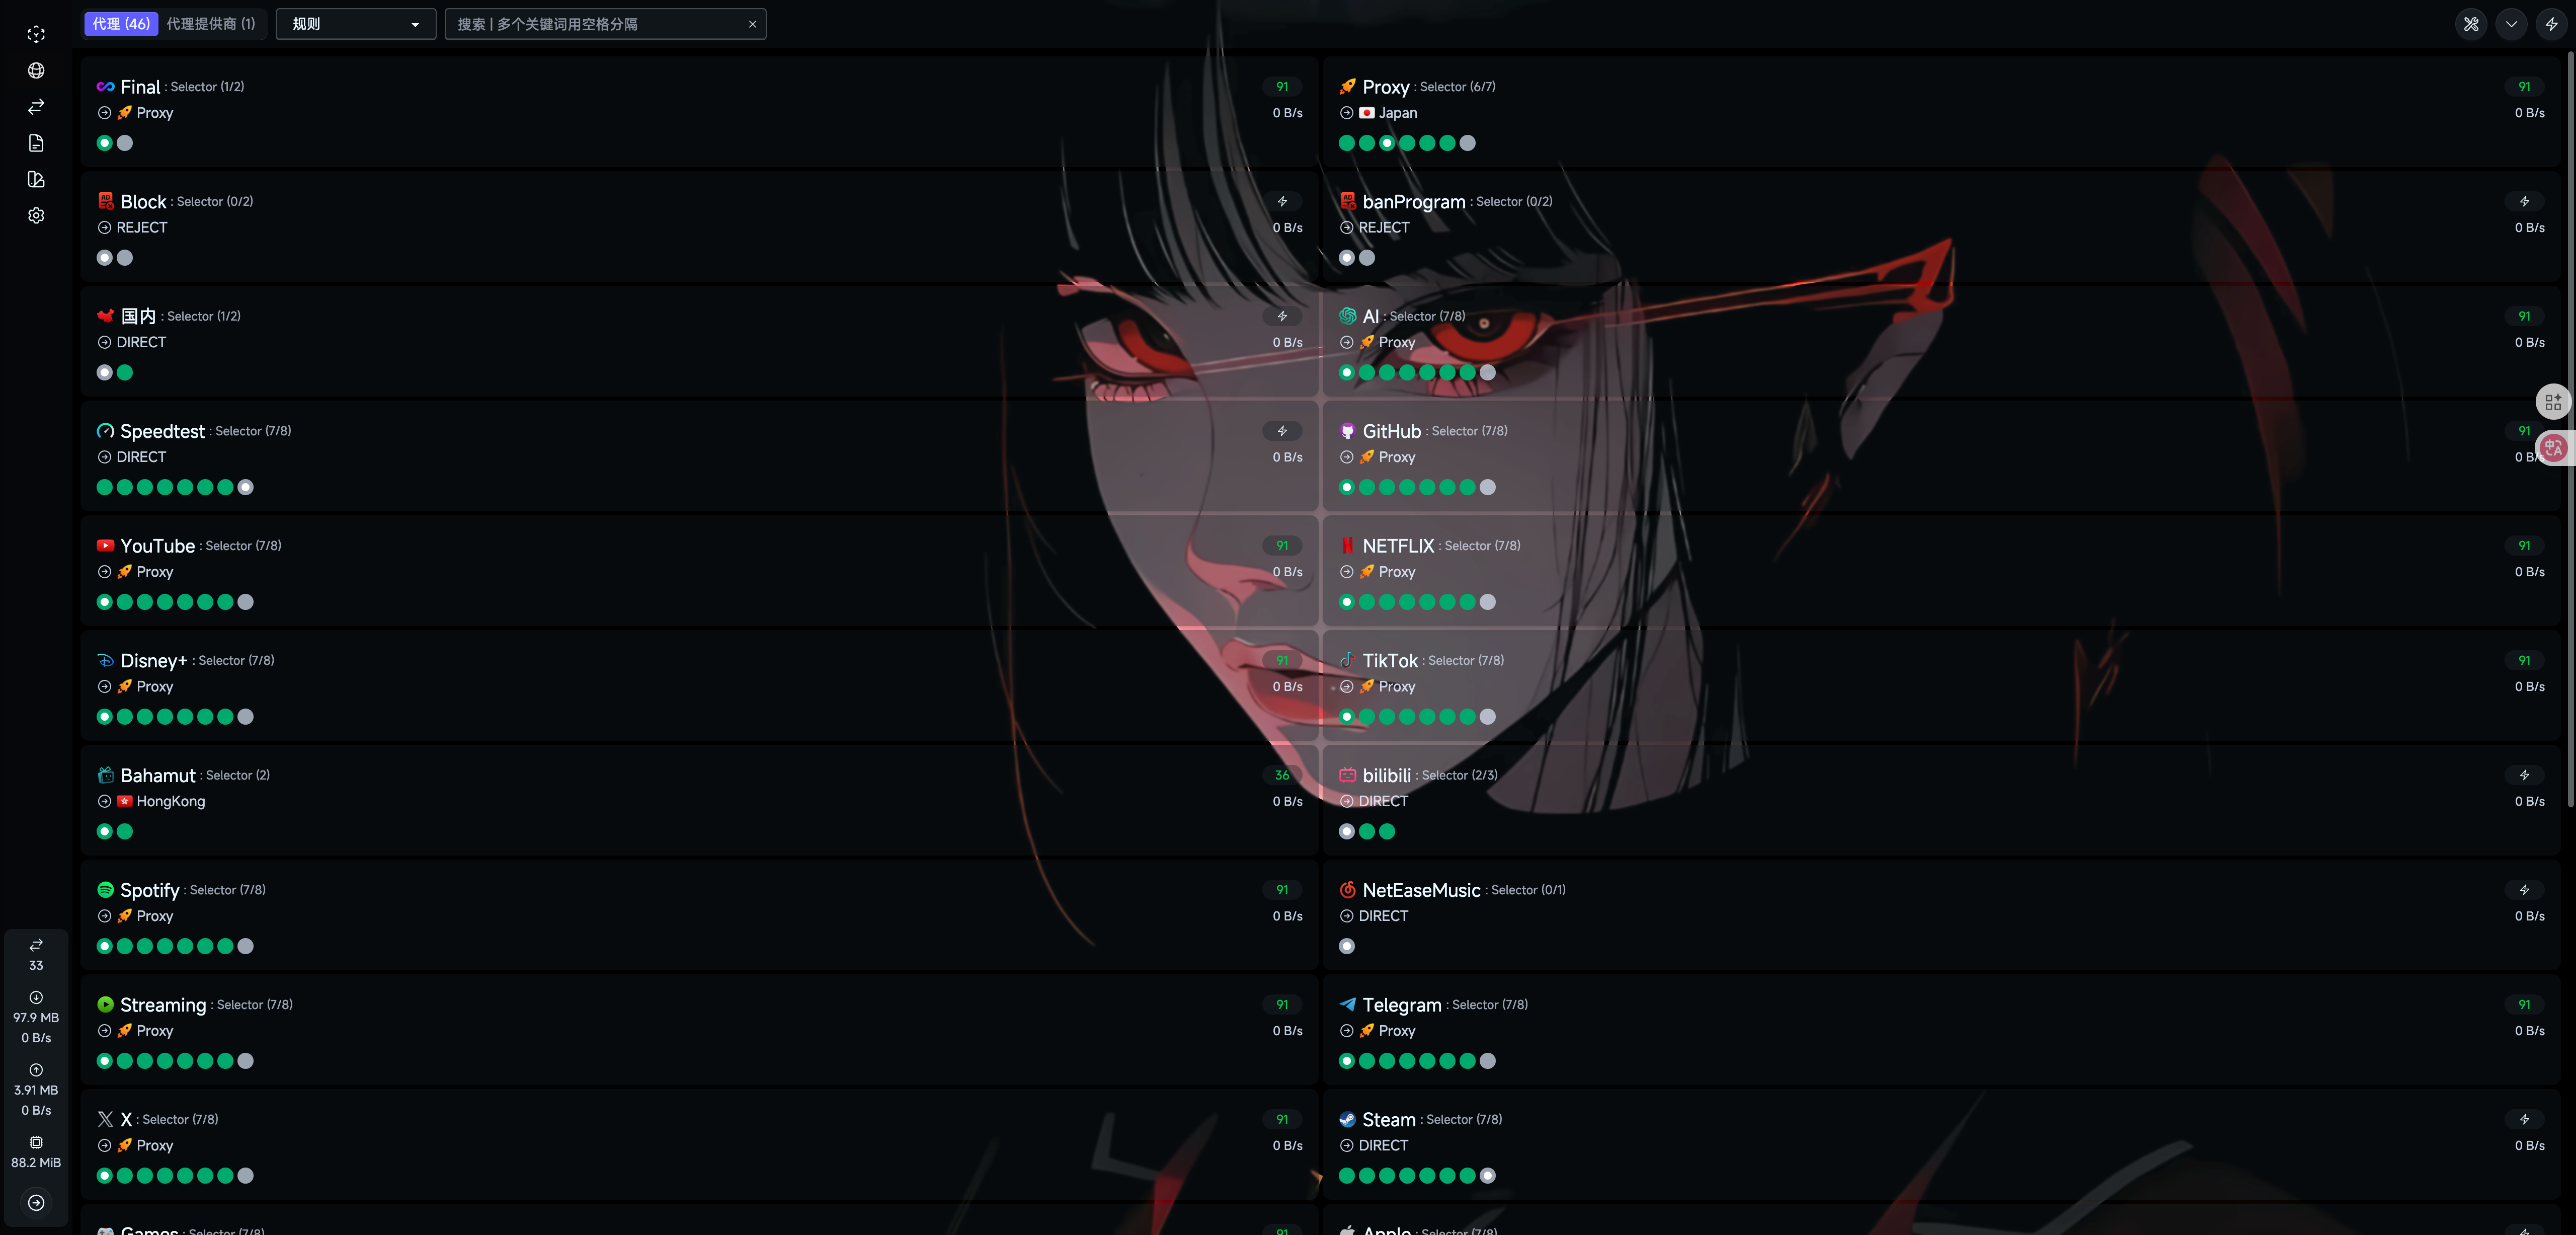 代理 (46) 代理提供商 (1) 规则 搜索 | 多个关键词用空格分隔
Final : Selector (1/2) 91
Proxy 0 B/s
Proxy : Selector (6/7) 91
Japan 0 B/s
Block : Selector (0/2)
REJECT 0 B/s
banProgram : Selector (0/2)
REJECT 0 B/s
国内 : Selector (1/2)
DIRECT 0 B/s
AI : Selector (7/8) 91
Proxy 0 B/s
Speedtest : Selector (7/8)
DIRECT 0 B/s
GitHub : Selector (7/8) 91
Proxy 0 B/s
YouTube : Selector (7/8) 91
Proxy 0 B/s
NETFLIX : Selector (7/8) 91
Proxy 0 B/s
Disney+ : Selector (7/8) 91
Proxy 0 B/s
TikTok : Selector (7/8) 91
Proxy 0 B/s
Bahamut : Selector (2) 36
HongKong 0 B/s
bilibili : Selector (2/3)
DIRECT 0 B/s
Spotify : Selector (7/8) 91
Proxy 0 B/s
NetEaseMusic : Selector (0/1)
DIRECT 0 B/s
Streaming : Selector (7/8) 91
Proxy 0 B/s
Telegram : Selector (7/8) 91
Proxy 0 B/s
X : Selector (7/8) 91
Proxy 0 B/s
Steam : Selector (7/8)
DIRECT 0 B/s
Games : Selector (7/8) 91
Apple : Selector (7/8)
33
97.9 MB
0 B/s
3.91 MB
0 B/s
88.2 MiB